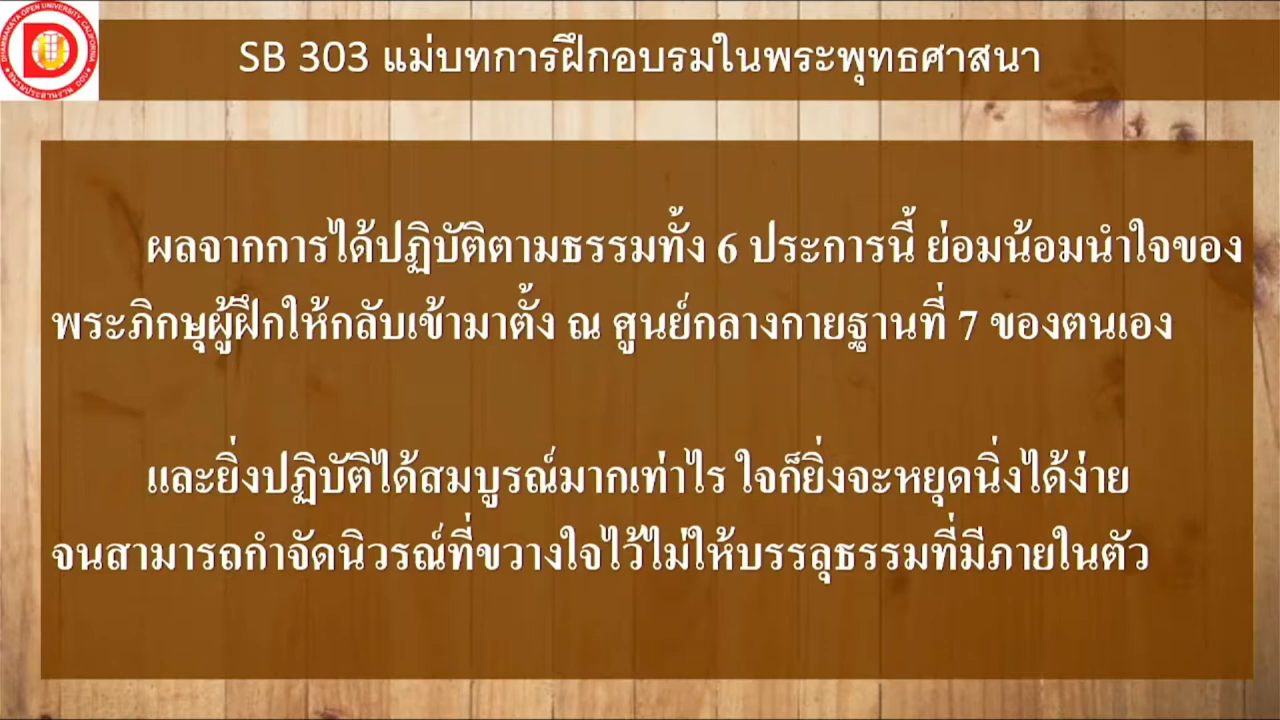 DHAMMAKAYA OPEN UNIVERSITY, CALIFORNIA
SB 303 แม่บทการฝึกอบรมในพระพุทธศาสนา
ผลจากการได้ปฏิบัติตามธรรมทั้ง 6 ประการนี้ ย่อมน้อมนำใจของ
พระภิกษุผู้ฝึกให้กลับเข้ามาตั้ง ณ ศูนย์กลางกายฐานที่ 7 ของตนเอง
และยิ่งปฏิบัติได้สมบูรณ์มากเท่าไร ใจก็ยิ่งจะหยุดนิ่งได้ง่าย
จนสามารถกำจัดนิวรณ์ที่ขวางใจไว้ไม่ให้บรรลุธรรมที่มีภายในตัว